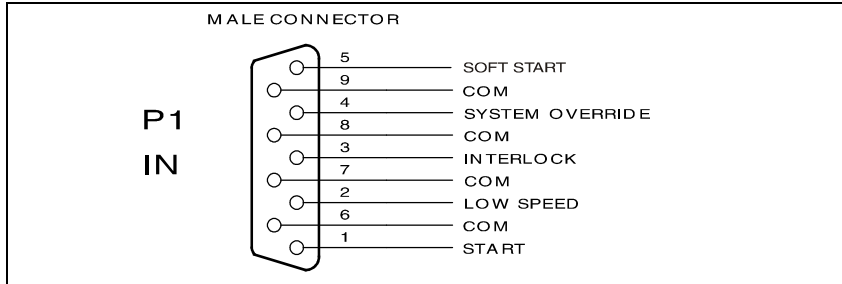 MALE CONNECTOR
P1
IN
5 SOFT START
9 COM
4 SYSTEM OVERRIDE
8 COM
3 INTERLOCK
7 COM
2 LOW SPEED
6 COM
1 START